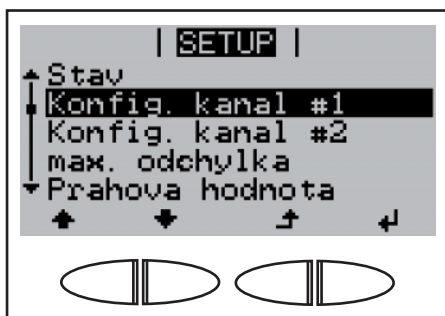 | SETUP |
Stav
Konfig. kanal #1
Konfig. kanal #2
max. odchylka
Prahova hodnota